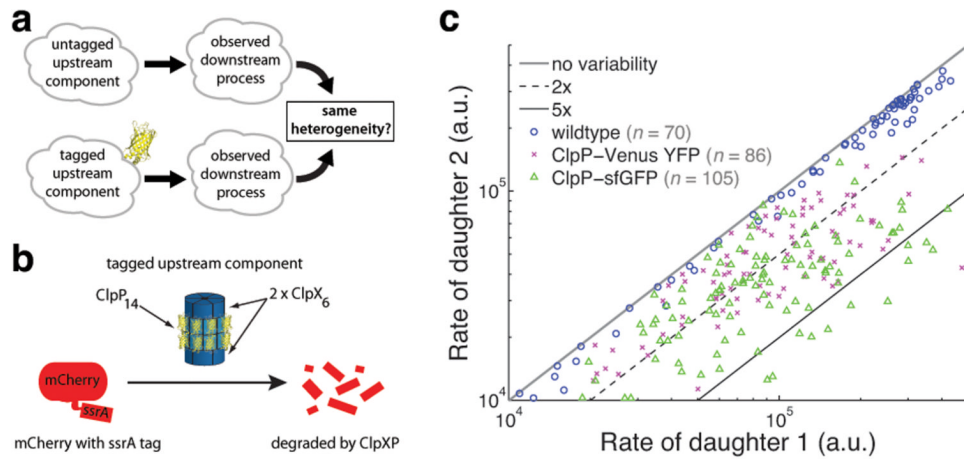 a
untagged
upstream
component
observed
downstream
process
same
heterogeneity?
tagged
upstream
component
observed
downstream
process
b
tagged upstream component
ClpP14
2 x ClpX6
mCherry
ssrA
mCherry with ssrA tag
degraded by ClpXP
c
no variability
2x
5x
wildtype (n = 70)
ClpP-Venus YFP (n = 86)
ClpP-sfGFP (n = 105)
Rate of daughter 2 (a.u.)
10^5
10^4
10^4
10^5
Rate of daughter 1 (a.u.)